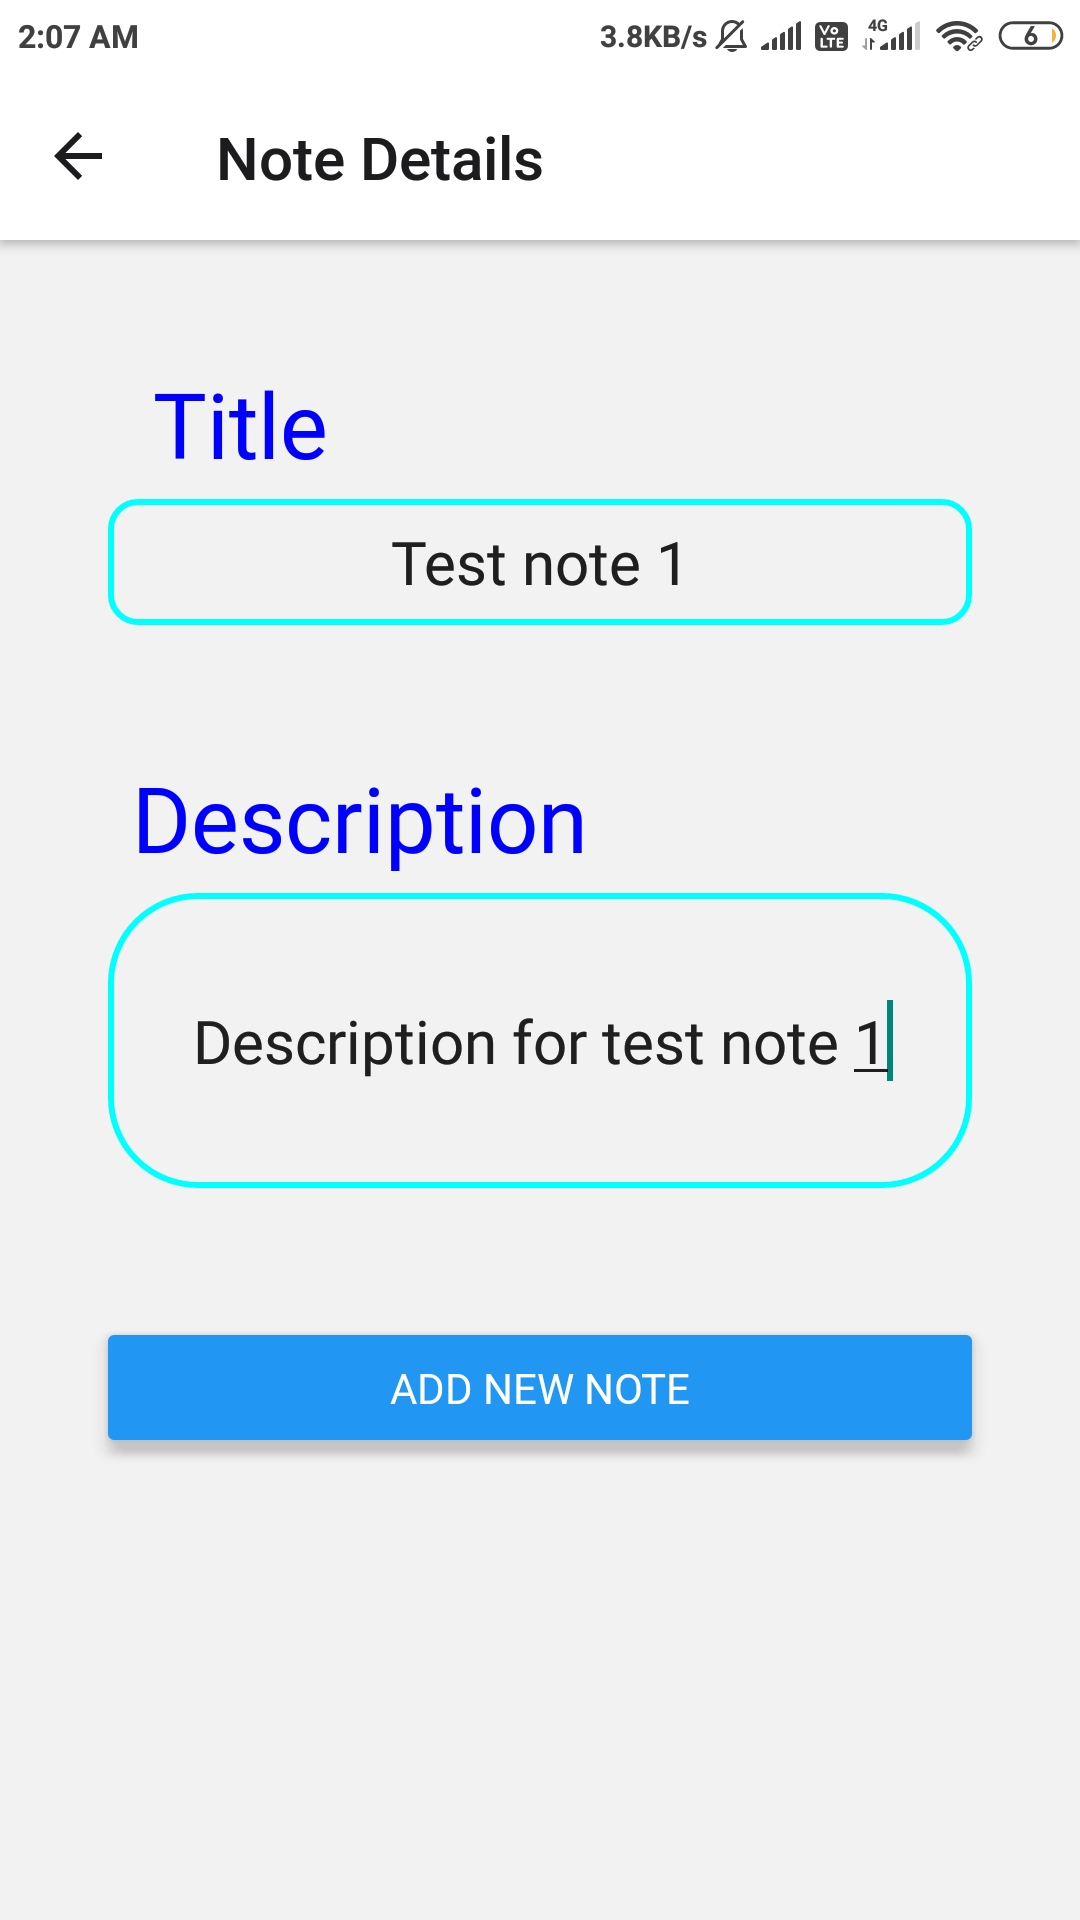 2:07 AM 3.8KB/s Vo LTE 4G 6
Note Details
Title
Test note 1
Description
Description for test note 1
ADD NEW NOTE